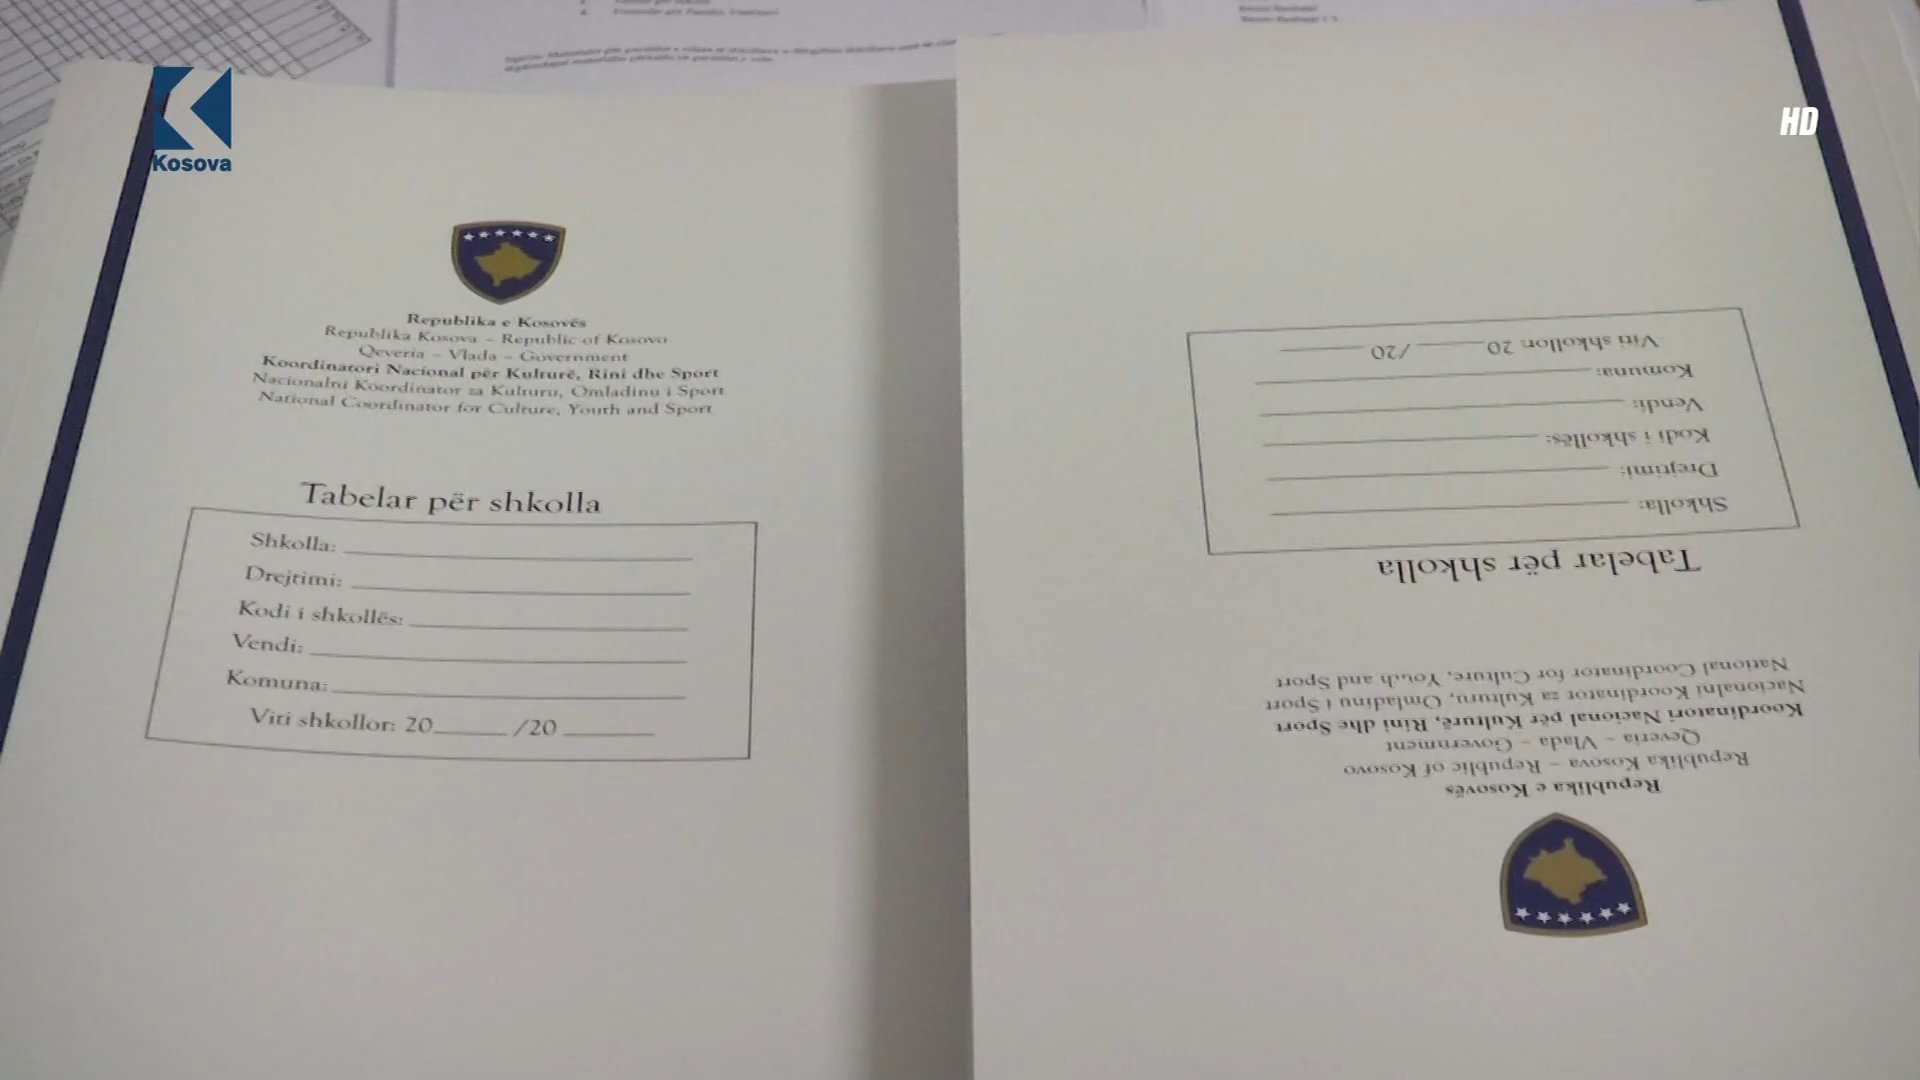 Kosova
HD
Republika e Kosovës
Republika Kosova – Republic of Kosovo
Qeveria – Vlada – Government
Koordinatori Nacional për Kulturë, Rini dhe Sport
Nacionalni Koordinator za Kulturu, Omladinu i Sport
National Coordinator for Culture, Youth and Sport
Tabelar për shkolla
Shkolla:
Drejtimi:
Kodi i shkollës:
Vendi:
Komuna:
Viti shkollor: 20 /20
Republika e Kosovës
Republika Kosova – Republic of Kosovo
Qeveria – Vlada – Government
Koordinatori Nacional për Kulturë, Rini dhe Sport
Nacionalni Koordinator za Kulturu, Omladinu i Sport
National Coordinator for Culture, Youth and Sport
Tabelar për shkolla
Shkolla:
Drejtimi:
Kodi i shkollës:
Vendi:
Komuna:
Viti shkollor: 20 /20